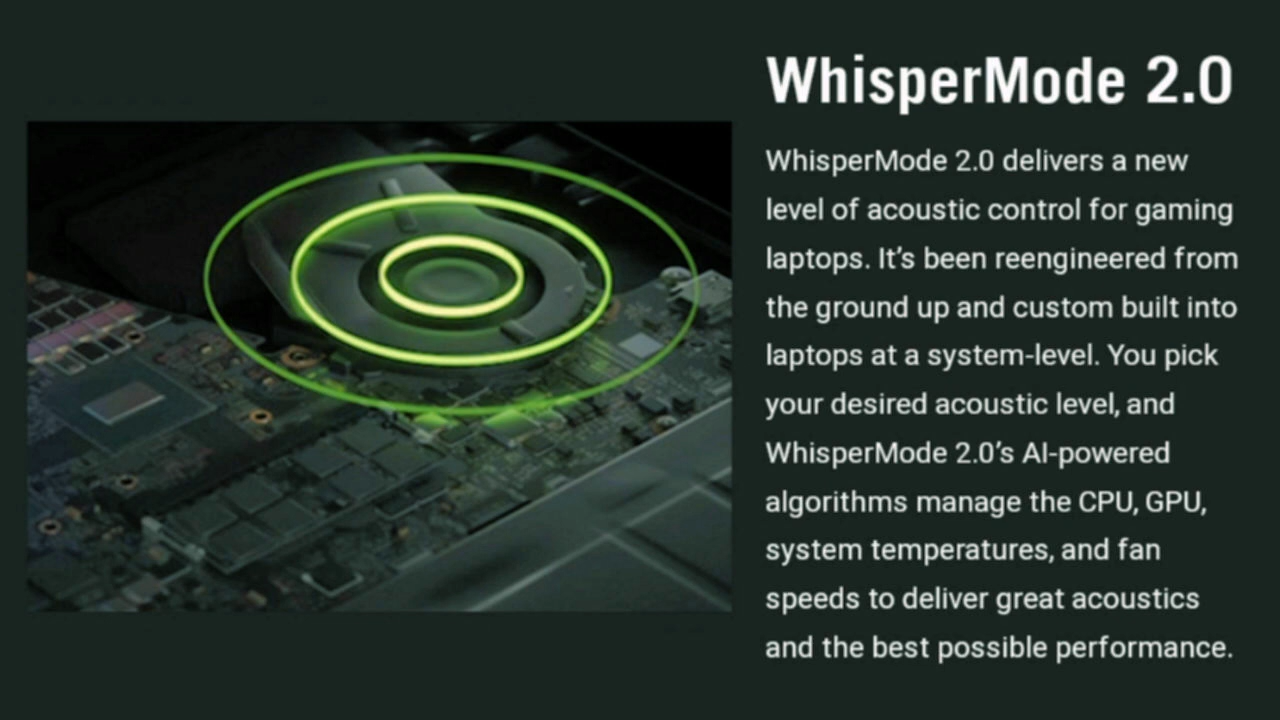 WhisperMode 2.0
WhisperMode 2.0 delivers a new
level of acoustic control for gaming
laptops. It’s been reengineered from
the ground up and custom built into
laptops at a system-level. You pick
your desired acoustic level, and
WhisperMode 2.0’s AI-powered
algorithms manage the CPU, GPU,
system temperatures, and fan
speeds to deliver great acoustics
and the best possible performance.